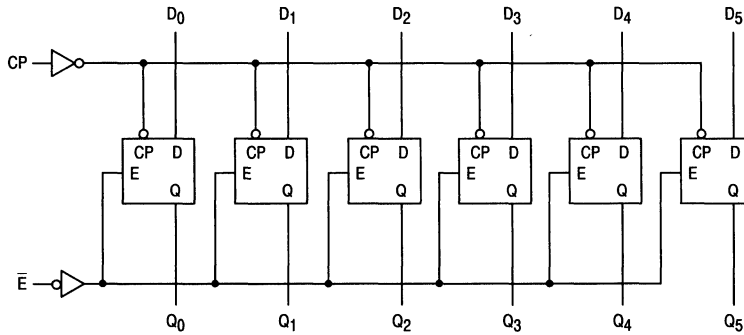 D0 D1 D2 D3 D4 D5
CP
CP D CP D CP D CP D CP D CP D
E E E E E E
Q Q Q Q Q Q
E̅
Q0 Q1 Q2 Q3 Q4 Q5